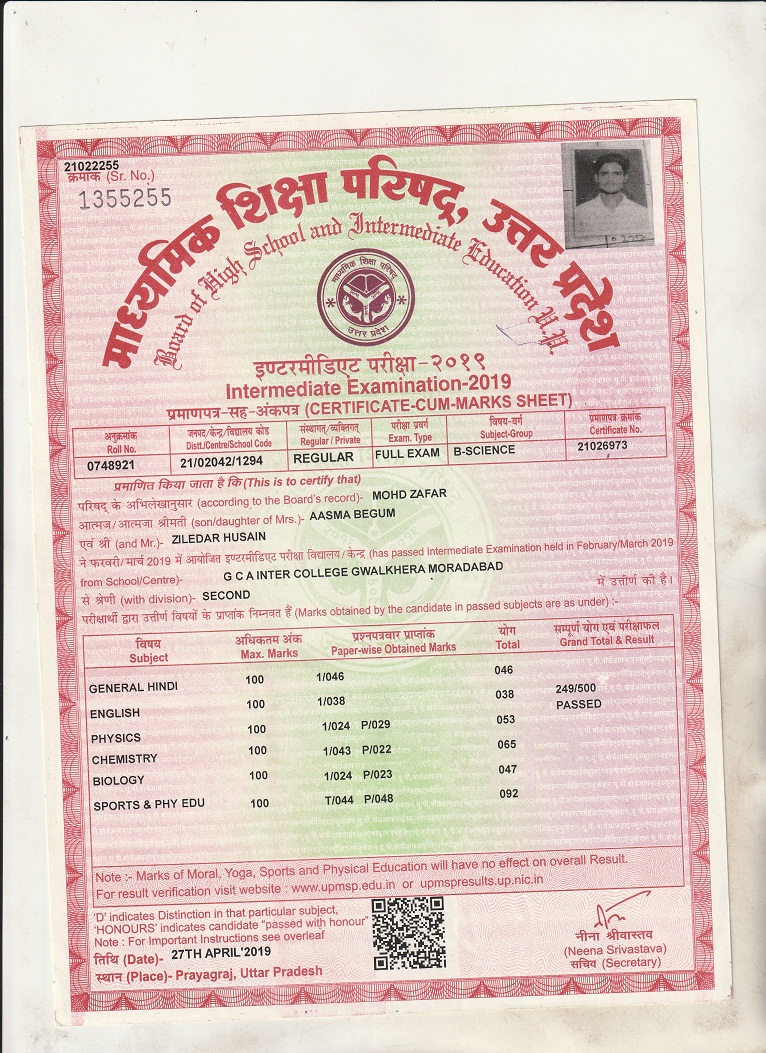 21022255
क्रमांक (Sr. No.)
1355255
माध्यमिक शिक्षा परिषद्, उत्तर प्रदेश
Board of High School and Intermediate Education U.P.
माध्यमिक शिक्षा परिषद
उत्तर प्रदेश
इण्टरमीडिएट परीक्षा-२०१९
Intermediate Examination-2019
प्रमाणपत्र-सह-अंकपत्र (CERTIFICATE-CUM-MARKS SHEET)
अनुक्रमांक जनपद/केन्द्र/विद्यालय कोड संस्थागत/व्यक्तिगत् परीक्षा प्रवर्ग विषय-वर्ग प्रमाणपत्र क्रमांक
Roll No. Distt./Centre/School Code Regular / Private Exam. Type Subject-Group Certificate No.
0748921 21/02042/1294 REGULAR FULL EXAM B-SCIENCE 21026973
प्रमाणित किया जाता है कि (This is to certify that)
परिषद् के अभिलेखानुसार (according to the Board's record)- MOHD ZAFAR
आत्मज/आत्मजा श्रीमती (son/daughter of Mrs.)- AASMA BEGUM
एवं श्री (and Mr.)- ZILEDAR HUSAIN
ने फरवरी/मार्च 2019 में आयोजित इण्टरमीडिएट परीक्षा विद्यालय/केन्द्र (has passed Intermediate Examination held in February/March 2019
from School/Centre)- G C A INTER COLLEGE GWALKHERA MORADABAD में उत्तीर्ण की है।
से श्रेणी (with division)- SECOND
परीक्षार्थी द्वारा उत्तीर्ण विषयों के प्राप्तांक निम्नवत हैं (Marks obtained by the candidate in passed subjects are as under) :-
विषय अधिकतम अंक प्रश्नपत्रवार प्राप्तांक योग सम्पूर्ण योग एवं परीक्षाफल
Subject Max. Marks Paper-wise Obtained Marks Total Grand Total & Result
GENERAL HINDI 100 1/046 046
ENGLISH 100 1/038 038 249/500
PASSED
PHYSICS 100 1/024 P/029 053
CHEMISTRY 100 1/043 P/022 065
BIOLOGY 100 1/024 P/023 047
SPORTS & PHY EDU 100 T/044 P/048 092
Note :- Marks of Moral, Yoga, Sports and Physical Education will have no effect on overall Result.
For result verification visit website : www.upmsp.edu.in or upmspresults.up.nic.in
'D' indicates Distinction in that particular subject,
'HONOURS' indicates candidate "passed with honour"
Note : For Important Instructions see overleaf
तिथि (Date)- 27TH APRIL'2019
स्थान (Place)- Prayagraj, Uttar Pradesh
नीना श्रीवास्तव
(Neena Srivastava)
सचिव (Secretary)